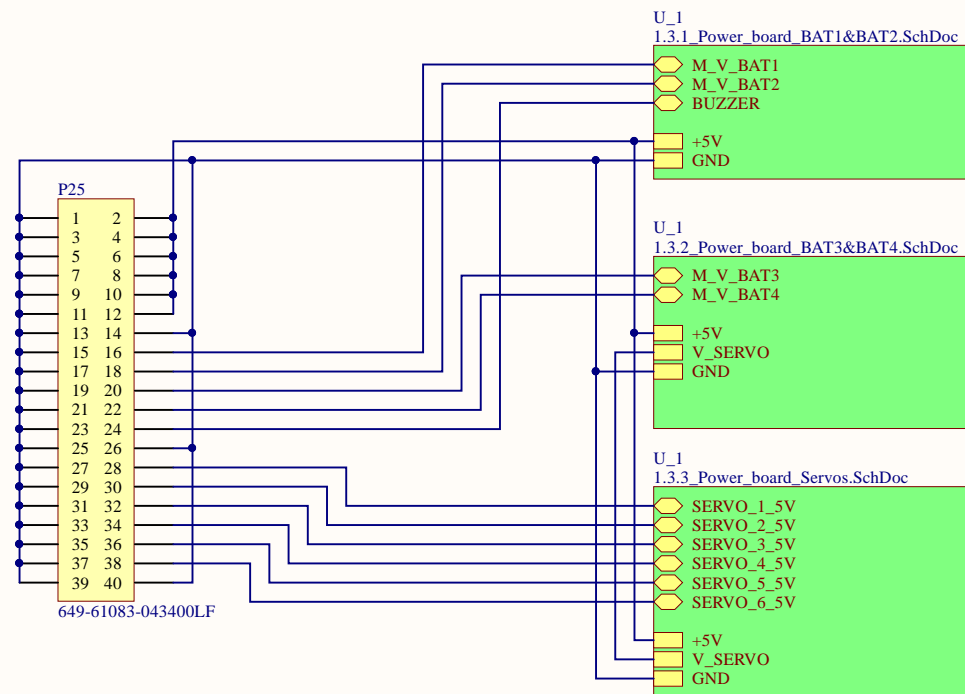 U_1
1.3.1_Power_board_BAT1&BAT2.SchDoc
M_V_BAT1
M_V_BAT2
BUZZER
+5V
GND
P25
1 2
3 4
5 6
7 8
9 10
11 12
13 14
15 16
17 18
19 20
21 22
23 24
25 26
27 28
29 30
31 32
33 34
35 36
37 38
39 40
649-61083-043400LF
U_1
1.3.2_Power_board_BAT3&BAT4.SchDoc
M_V_BAT3
M_V_BAT4
+5V
V_SERVO
GND
U_1
1.3.3_Power_board_Servos.SchDoc
SERVO_1_5V
SERVO_2_5V
SERVO_3_5V
SERVO_4_5V
SERVO_5_5V
SERVO_6_5V
+5V
V_SERVO
GND